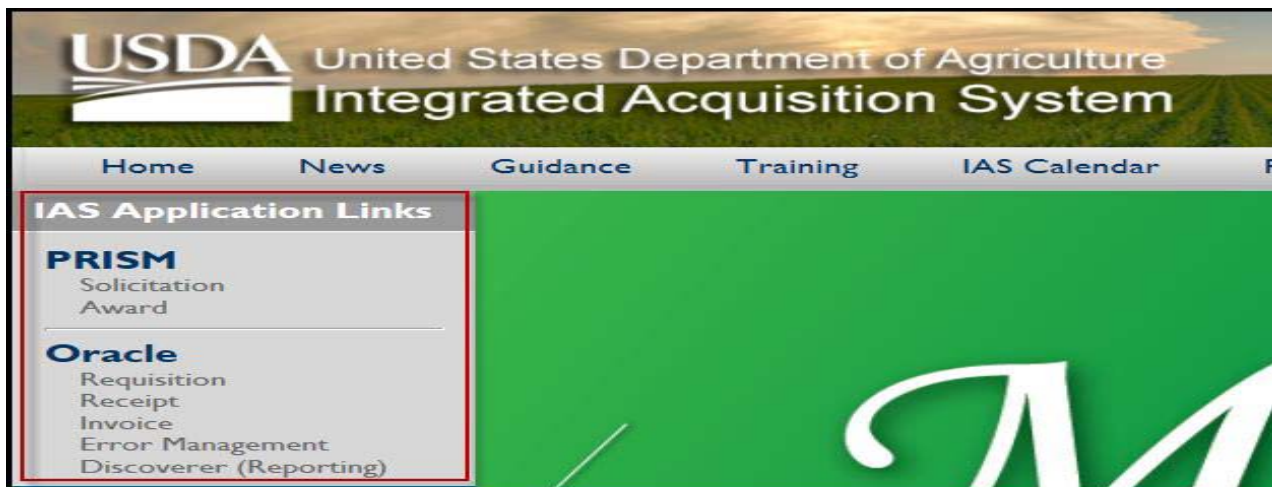 USDA United States Department of Agriculture
Integrated Acquisition System
Home News Guidance Training IAS Calendar
IAS Application Links
PRISM
Solicitation
Award
Oracle
Requisition
Receipt
Invoice
Error Management
Discoverer (Reporting)